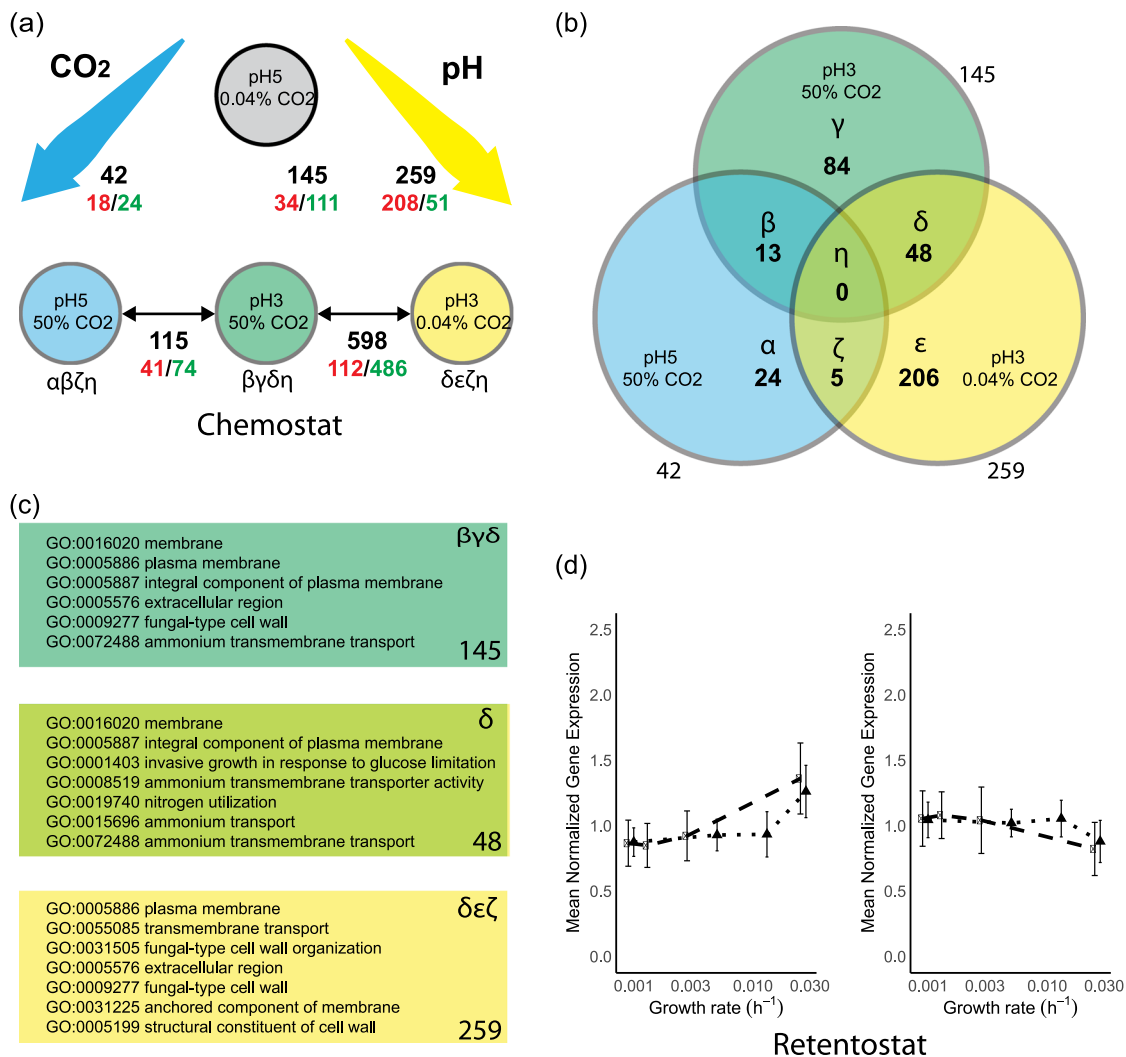 (a)
CO2
pH
pH5
0.04% CO2
42
18/24
145
34/111
259
208/51
pH5
50% CO2
pH3
50% CO2
pH3
0.04% CO2
115
41/74
598
112/486
αβζη
βγδη
δεζη
Chemostat
(b)
pH3
50% CO2
145
γ
84
β
13
δ
48
η
0
α
24
ζ
5
ε
206
pH5
50% CO2
pH3
0.04% CO2
42
259
(c)
βγδ
GO:0016020 membrane
GO:0005886 plasma membrane
GO:0005887 integral component of plasma membrane
GO:0005576 extracellular region
GO:0009277 fungal-type cell wall
GO:0072488 ammonium transmembrane transport
145
δ
GO:0016020 membrane
GO:0005887 integral component of plasma membrane
GO:0001403 invasive growth in response to glucose limitation
GO:0008519 ammonium transmembrane transporter activity
GO:0019740 nitrogen utilization
GO:0015696 ammonium transport
GO:0072488 ammonium transmembrane transport
48
δεζ
GO:0005886 plasma membrane
GO:0055085 transmembrane transport
GO:0031505 fungal-type cell wall organization
GO:0005576 extracellular region
GO:0009277 fungal-type cell wall
GO:0031225 anchored component of membrane
GO:0005199 structural constituent of cell wall
259
(d)
Mean Normalized Gene Expression
2.5
2.0
1.5
1.0
0.5
0.0
0.001 0.003 0.010 0.030
Growth rate (h⁻¹)
Mean Normalized Gene Expression
2.5
2.0
1.5
1.0
0.5
0.0
0.001 0.003 0.010 0.030
Growth rate (h⁻¹)
Retentostat